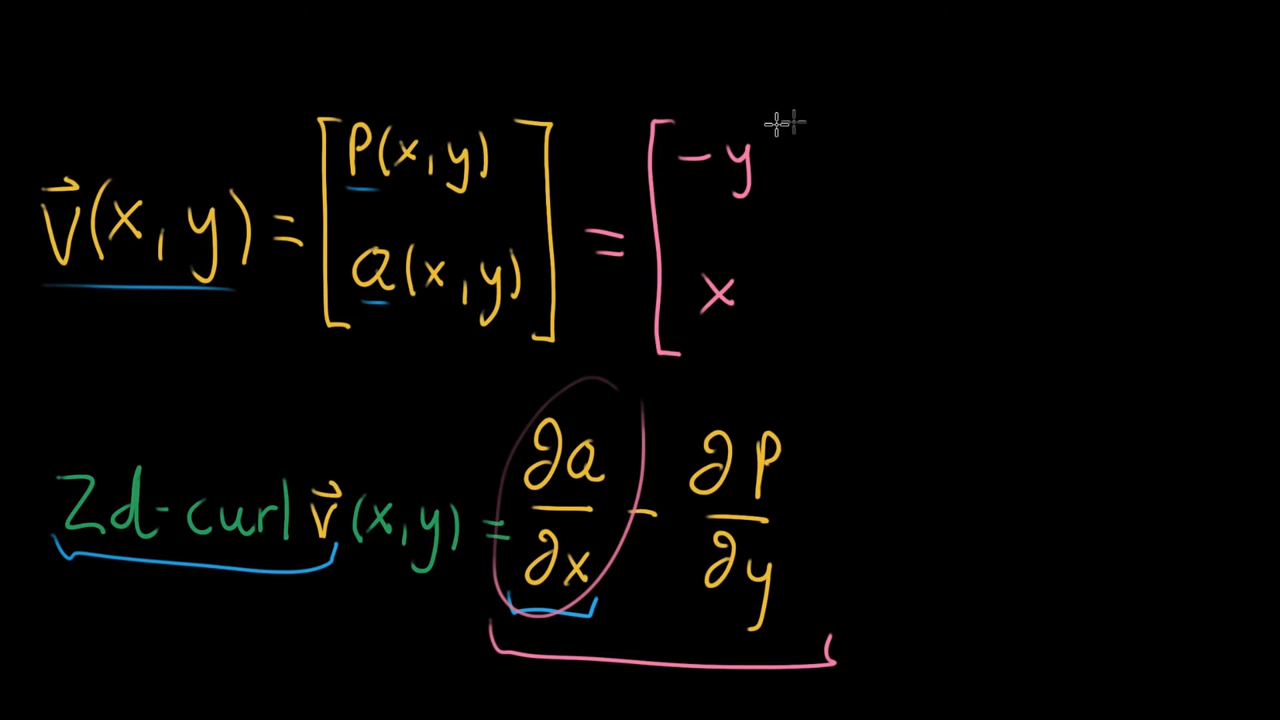 v⃗(x,y) = [P(x,y) Q(x,y)] = [-y x
2d-curl v⃗(x,y) = ∂Q/∂x - ∂P/∂y